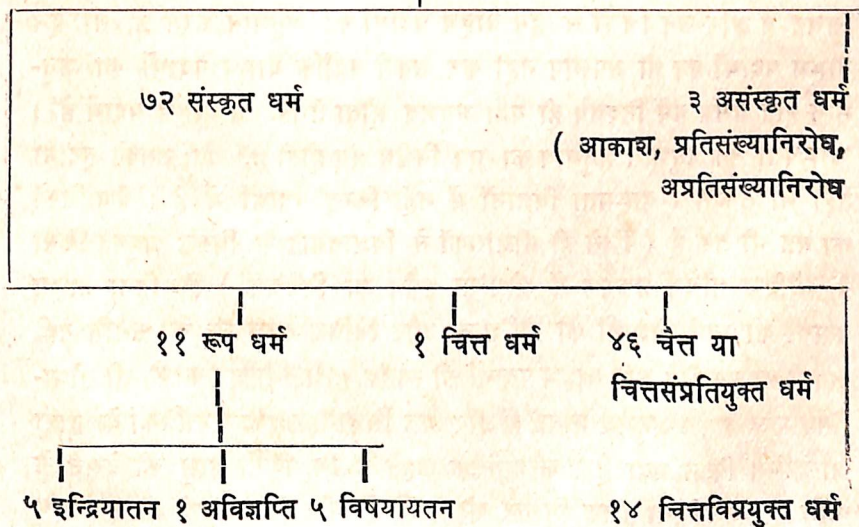 ७२ संस्कृत धर्म ३ असंस्कृत धर्म
( आकाश, प्रतिसंख्यानिरोध,
अप्रतिसंख्यानिरोध
११ रूप धर्म १ चित्त धर्म ४६ चैत्त या
चित्तसंप्रतियुक्त धर्म
५ इन्द्रियातन १ अविज्ञप्ति ५ विषयायतन १४ चित्तविप्रयुक्त धर्म